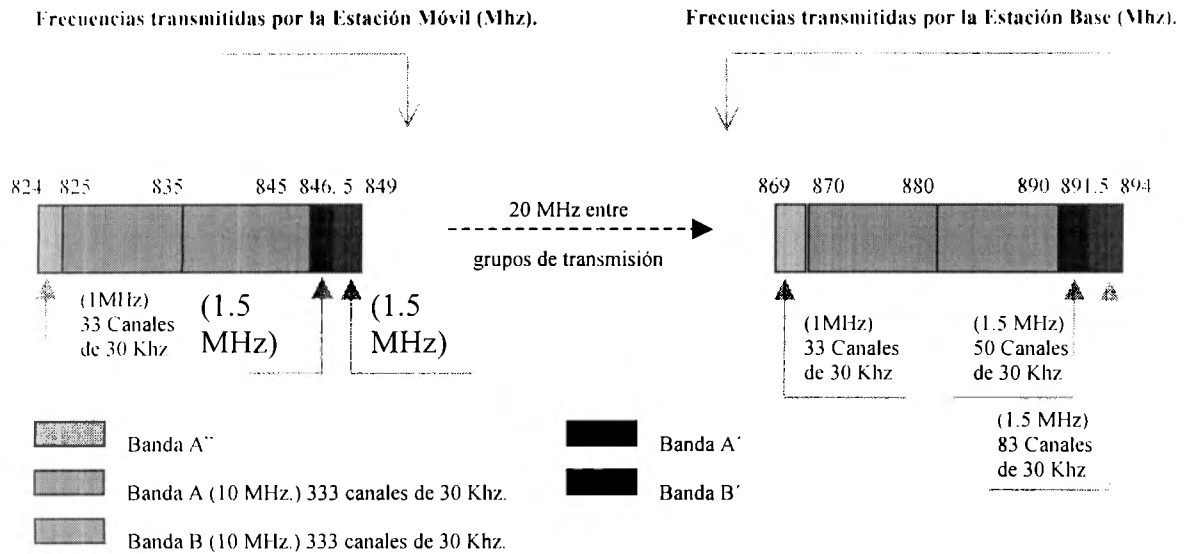 Frecuencias transmitidas por la Estación Móvil (Mhz).
Frecuencias transmitidas por la Estación Base (Mhz).
824 825 835 845 846. 5 849
869 870 880 890 891.5 894
20 MHz entre
grupos de transmisión
(1MHz)
33 Canales
de 30 Khz
(1.5
MHz)
(1.5
MHz)
(1MHz)
33 Canales
de 30 Khz
(1.5 MHz)
50 Canales
de 30 Khz
(1.5 MHz)
83 Canales
de 30 Khz
Banda A¨
Banda A (10 MHz.) 333 canales de 30 Khz.
Banda B (10 MHz.) 333 canales de 30 Khz.
Banda A´
Banda B´